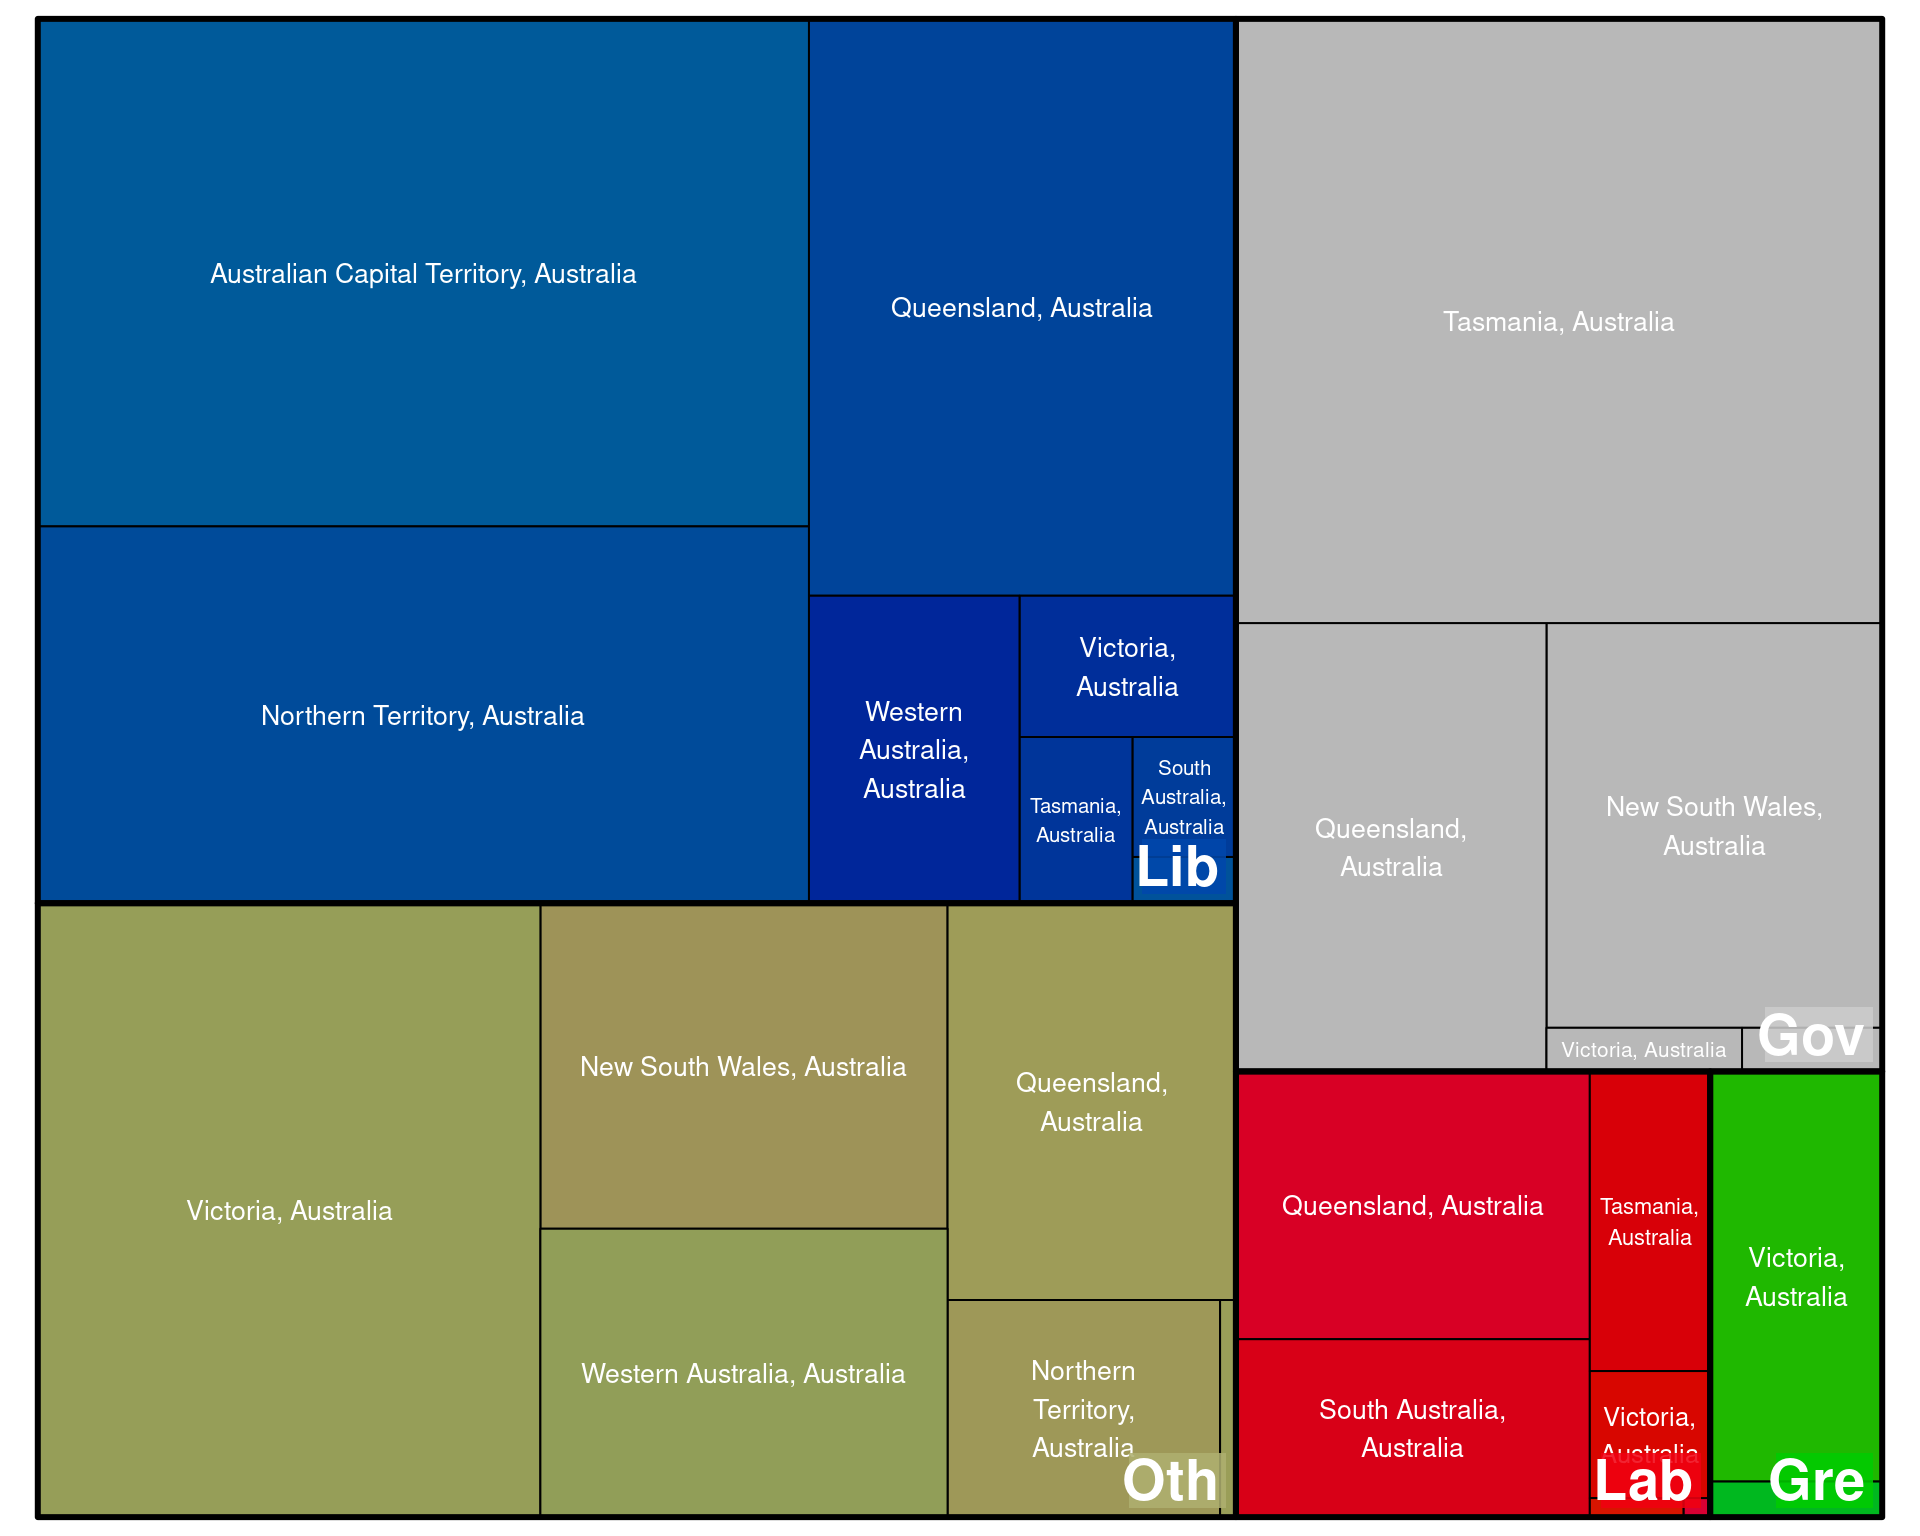 Australian Capital Territory, Australia
Northern Territory, Australia
Queensland, Australia
Western
Australia,
Australia
Victoria,
Australia
Tasmania,
Australia
South
Australia,
Australia
Lib
Tasmania, Australia
Queensland,
Australia
New South Wales,
Australia
Victoria, Australia
Gov
Victoria, Australia
New South Wales, Australia
Western Australia, Australia
Queensland,
Australia
Northern
Territory,
Australia
Oth
Queensland, Australia
South Australia,
Australia
Tasmania,
Australia
Victoria,
Australia
Lab
Victoria,
Australia
Gre